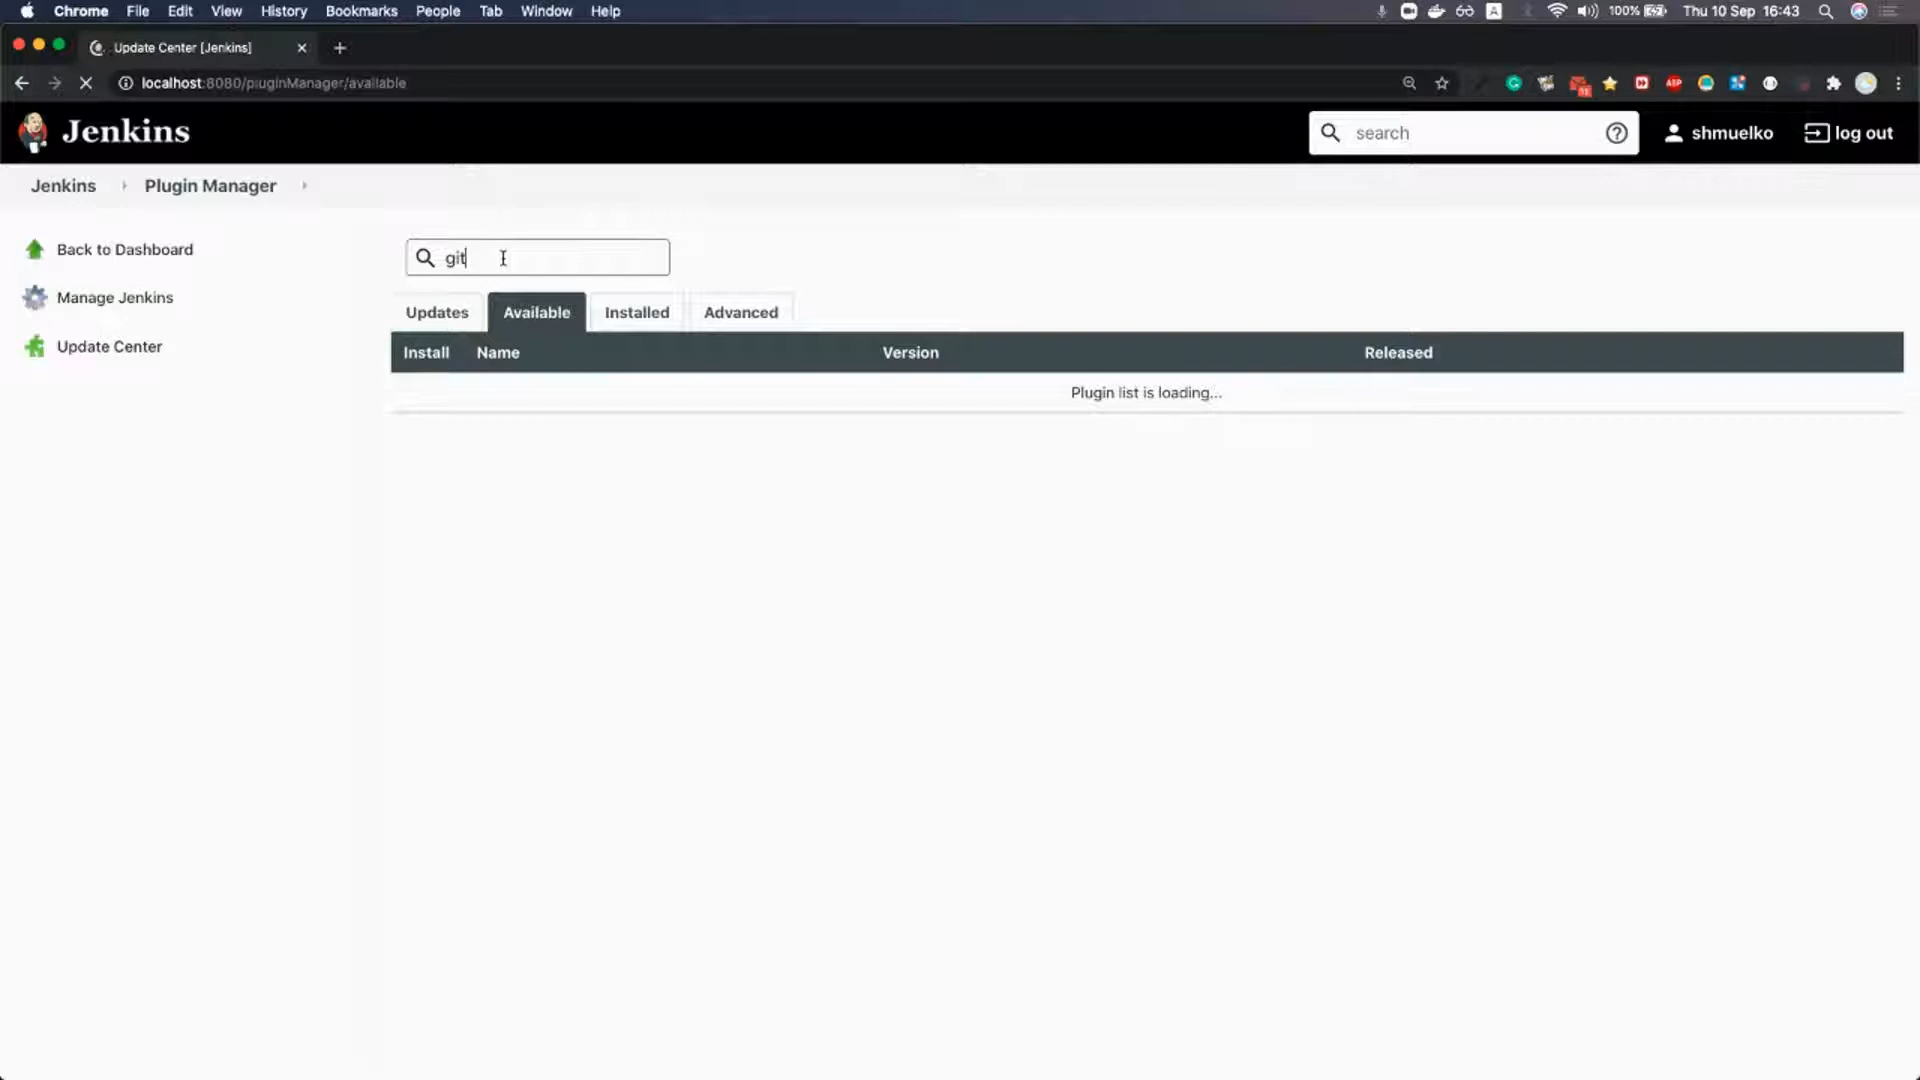 Chrome File Edit View History Bookmarks People Tab Window Help A 100% Thu 10 Sep 16:43
Update Center [Jenkins]
localhost:8080/pluginManager/available ABP
Jenkins search shmuelko log out
Jenkins Plugin Manager
Back to Dashboard
Manage Jenkins
Update Center
git
Updates Available Installed Advanced
Install Name Version Released
Plugin list is loading...